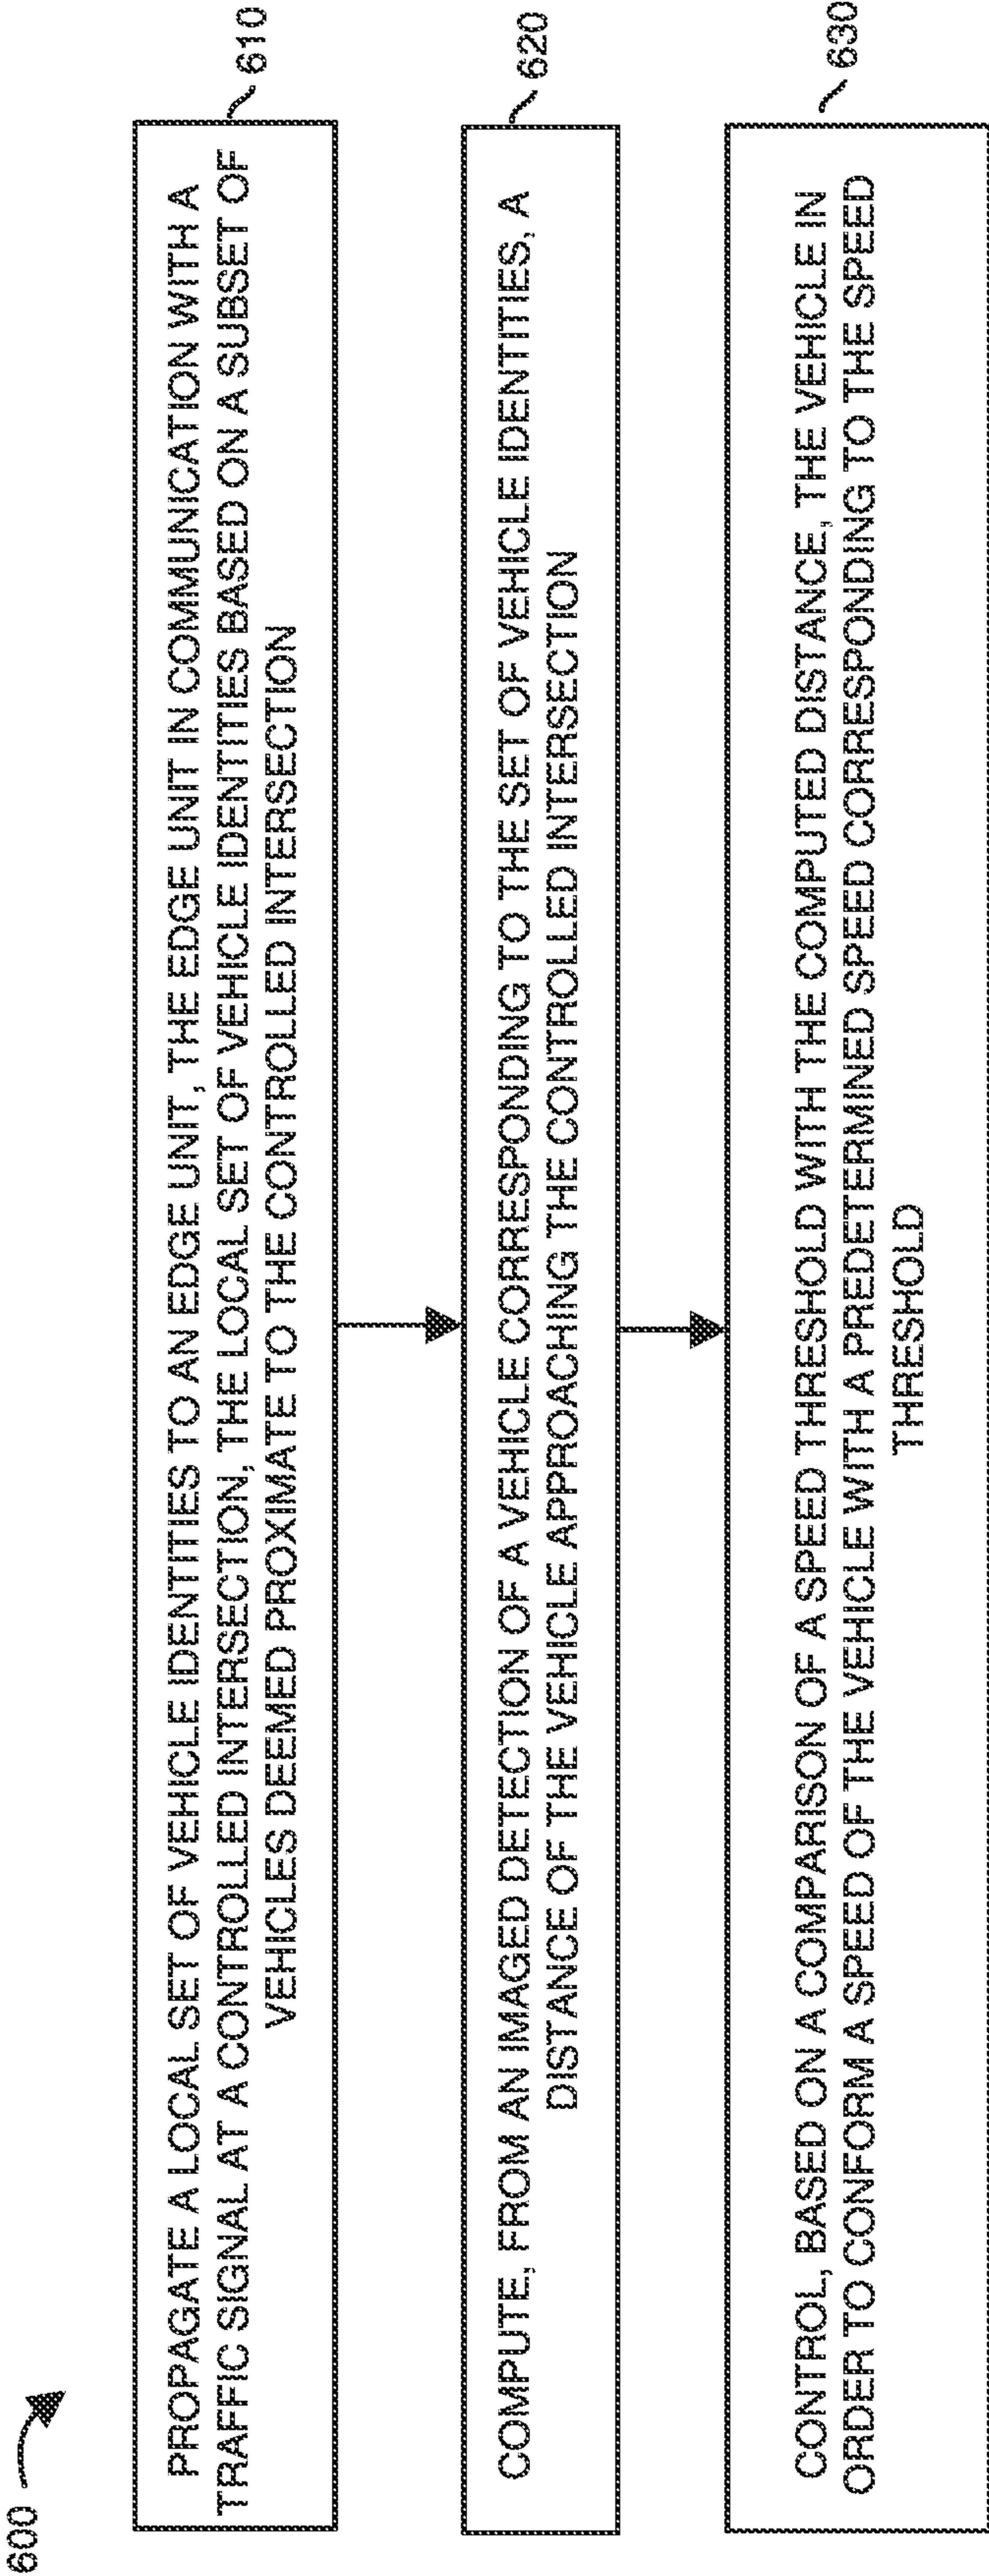 600
PROPAGATE A LOCAL SET OF VEHICLE IDENTITIES TO AN EDGE UNIT, THE EDGE UNIT IN COMMUNICATION WITH A
TRAFFIC SIGNAL AT A CONTROLLED INTERSECTION, THE LOCAL SET OF VEHICLE IDENTITIES BASED ON A SUBSET OF
VEHICLES DEEMED PROXIMATE TO THE CONTROLLED INTERSECTION
610
COMPUTE, FROM AN IMAGED DETECTION OF A VEHICLE CORRESPONDING TO THE SET OF VEHICLE IDENTITIES, A
DISTANCE OF THE VEHICLE APPROACHING THE CONTROLLED INTERSECTION
620
CONTROL, BASED ON A COMPARISON OF A SPEED THRESHOLD WITH THE COMPUTED DISTANCE, THE VEHICLE IN
ORDER TO CONFORM A SPEED OF THE VEHICLE WITH A PREDETERMINED SPEED CORRESPONDING TO THE SPEED
THRESHOLD
630